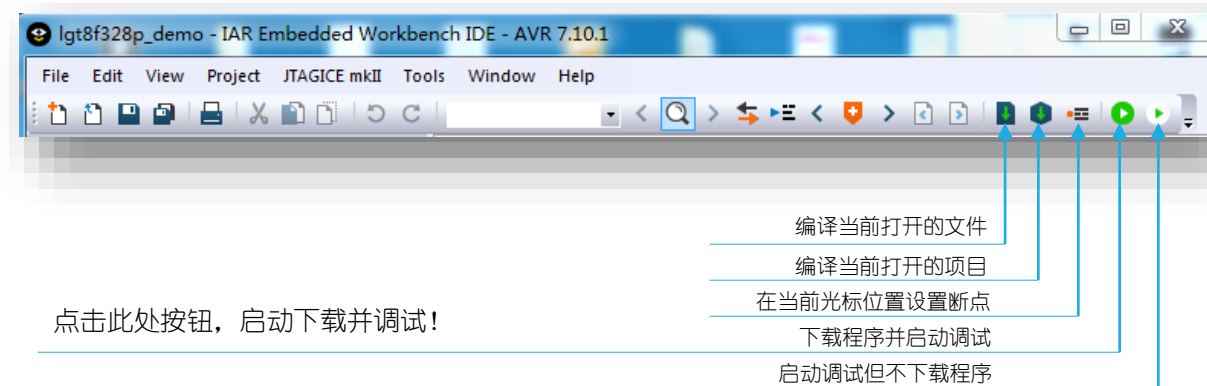 lgt8f328p_demo - IAR Embedded Workbench IDE - AVR 7.10.1
File Edit View Project JTAGICE mkII Tools Window Help
编译当前打开的文件
编译当前打开的项目
在当前光标位置设置断点
点击此处按钮，启动下载并调试！
下载程序并启动调试
启动调试但不下载程序